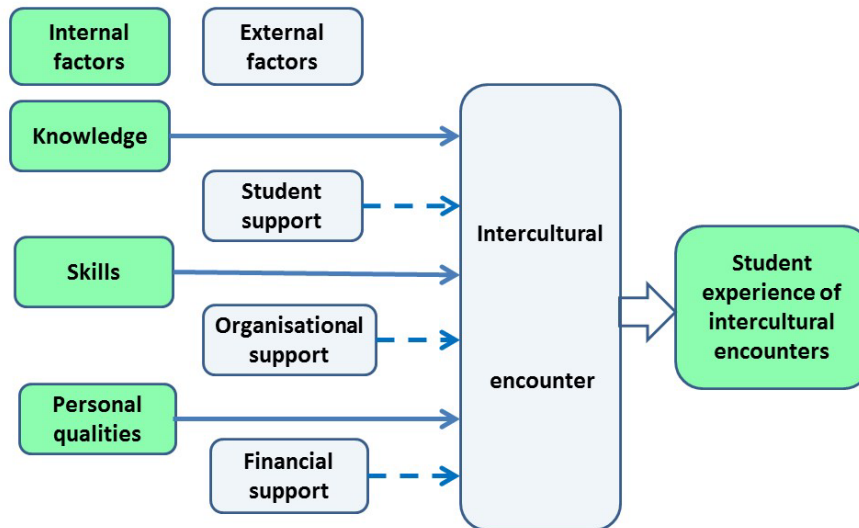 Internal
factors
External
factors
Knowledge
Student
support
Skills
Organisational
support
Personal
qualities
Financial
support
Intercultural
encounter
Student
experience of
intercultural
encounters